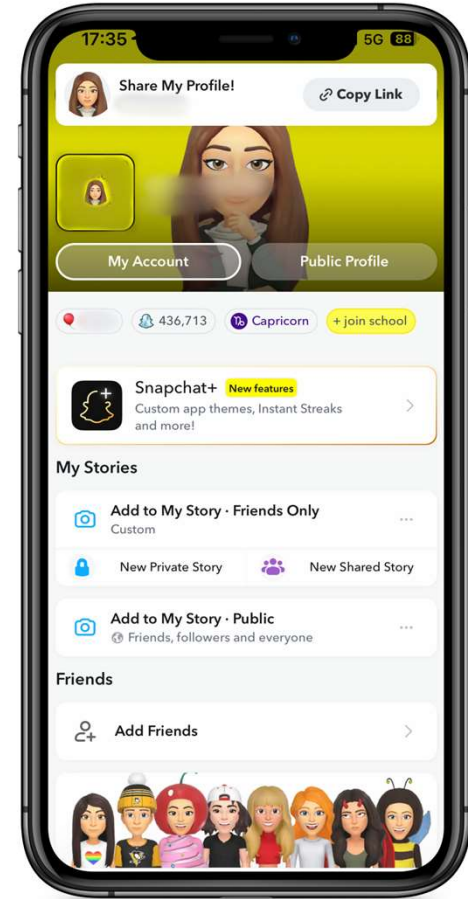 17:35
5G 88
Share My Profile!
Copy Link
My Account
Public Profile
436,713
Capricorn
+ join school
Snapchat+ New features
Custom app themes, Instant Streaks
and more!
My Stories
Add to My Story · Friends Only
Custom
New Private Story
New Shared Story
Add to My Story · Public
Friends, followers and everyone
Friends
Add Friends